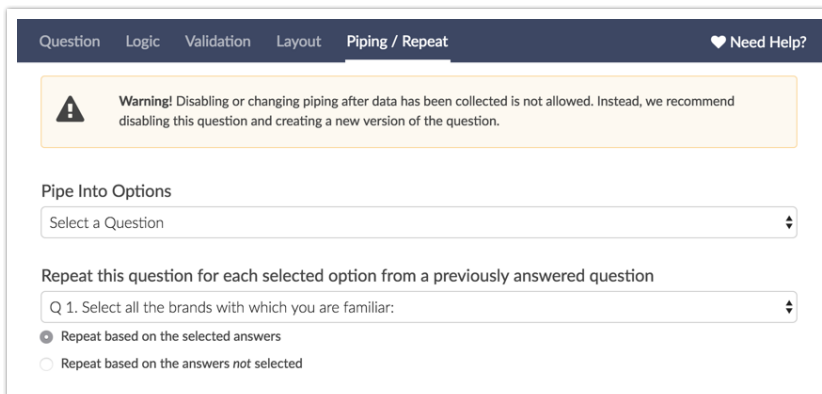 Question Logic Validation Layout Piping / Repeat Need Help?
Warning! Disabling or changing piping after data has been collected is not allowed. Instead, we recommend
disabling this question and creating a new version of the question.
Pipe Into Options
Select a Question
Repeat this question for each selected option from a previously answered question
Q 1. Select all the brands with which you are familiar:
Repeat based on the selected answers
Repeat based on the answers not selected